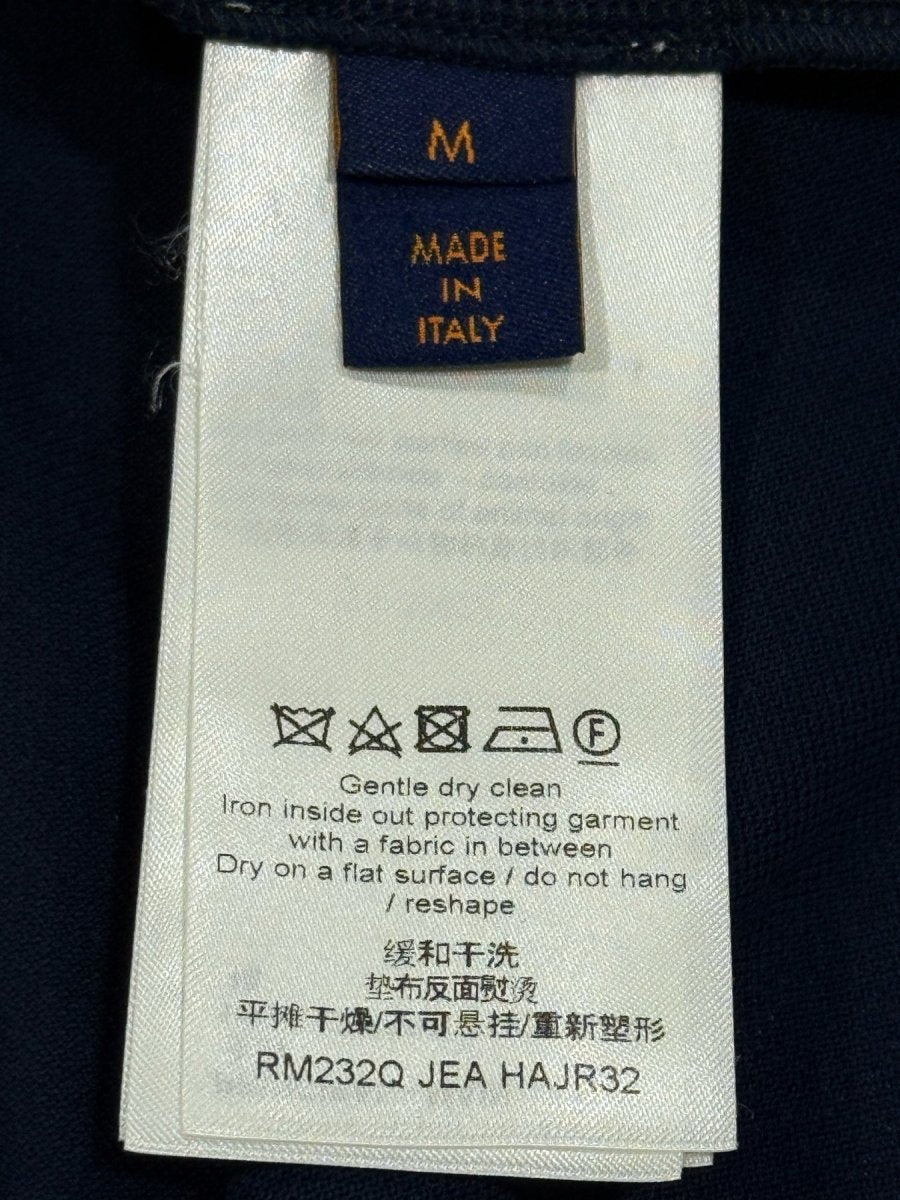 M
MADE
IN
ITALY
F
Gentle dry clean
Iron inside out protecting garment
with a fabric in between
Dry on a flat surface / do not hang
/ reshape
缓和干洗
垫布反面熨烫
平摊干燥/不可悬挂/重新塑形
RM232Q JEA HAJR32